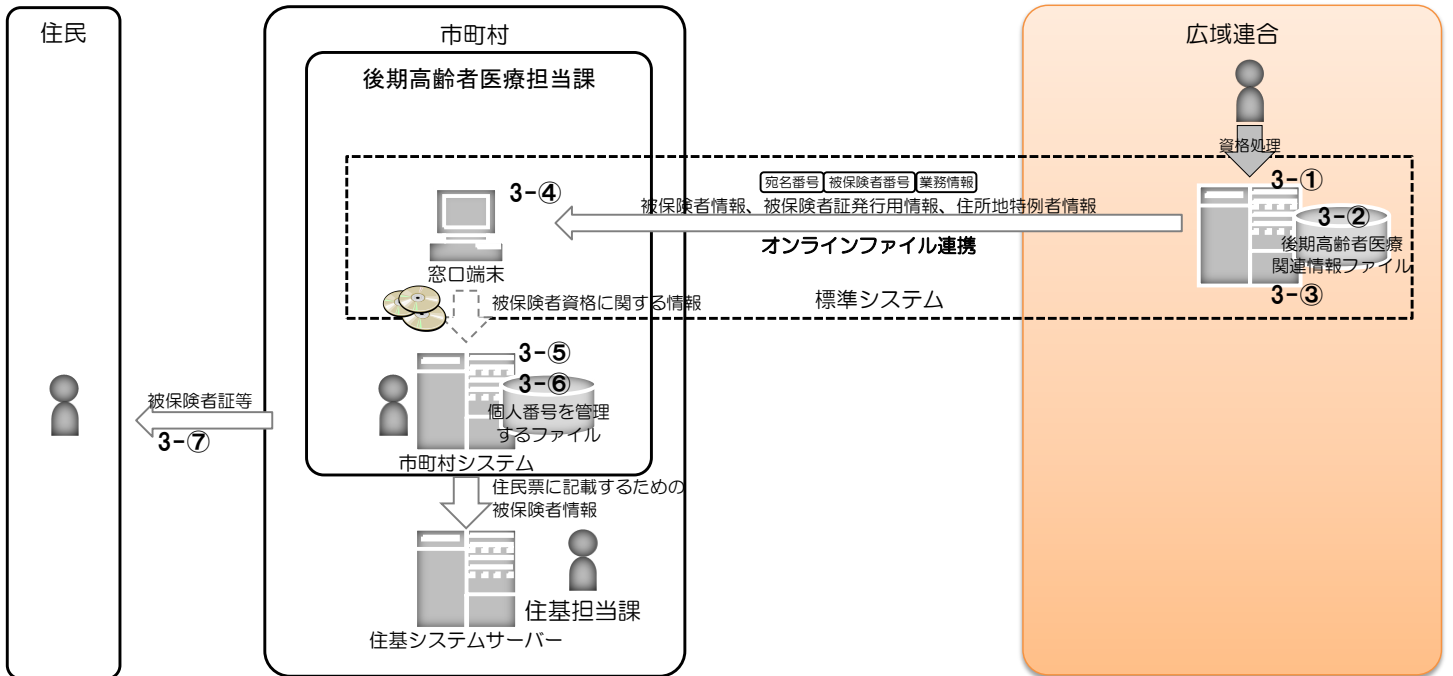 住民
市町村
後期高齢者医療担当課
広域連合
資格処理
3-①
3-②
後期高齢者医療
関連情報ファイル
3-③
宛名番号 被保険者番号 業務情報
被保険者情報、被保険者証発行用情報、住所地特例者情報
オンラインファイル連携
標準システム
3-④
窓口端末
被保険者資格に関する情報
3-⑤
3-⑥
個人番号を管理
するファイル
市町村システム
被保険者証等
3-⑦
住民票に記載するための
被保険者情報
住基担当課
住基システムサーバー